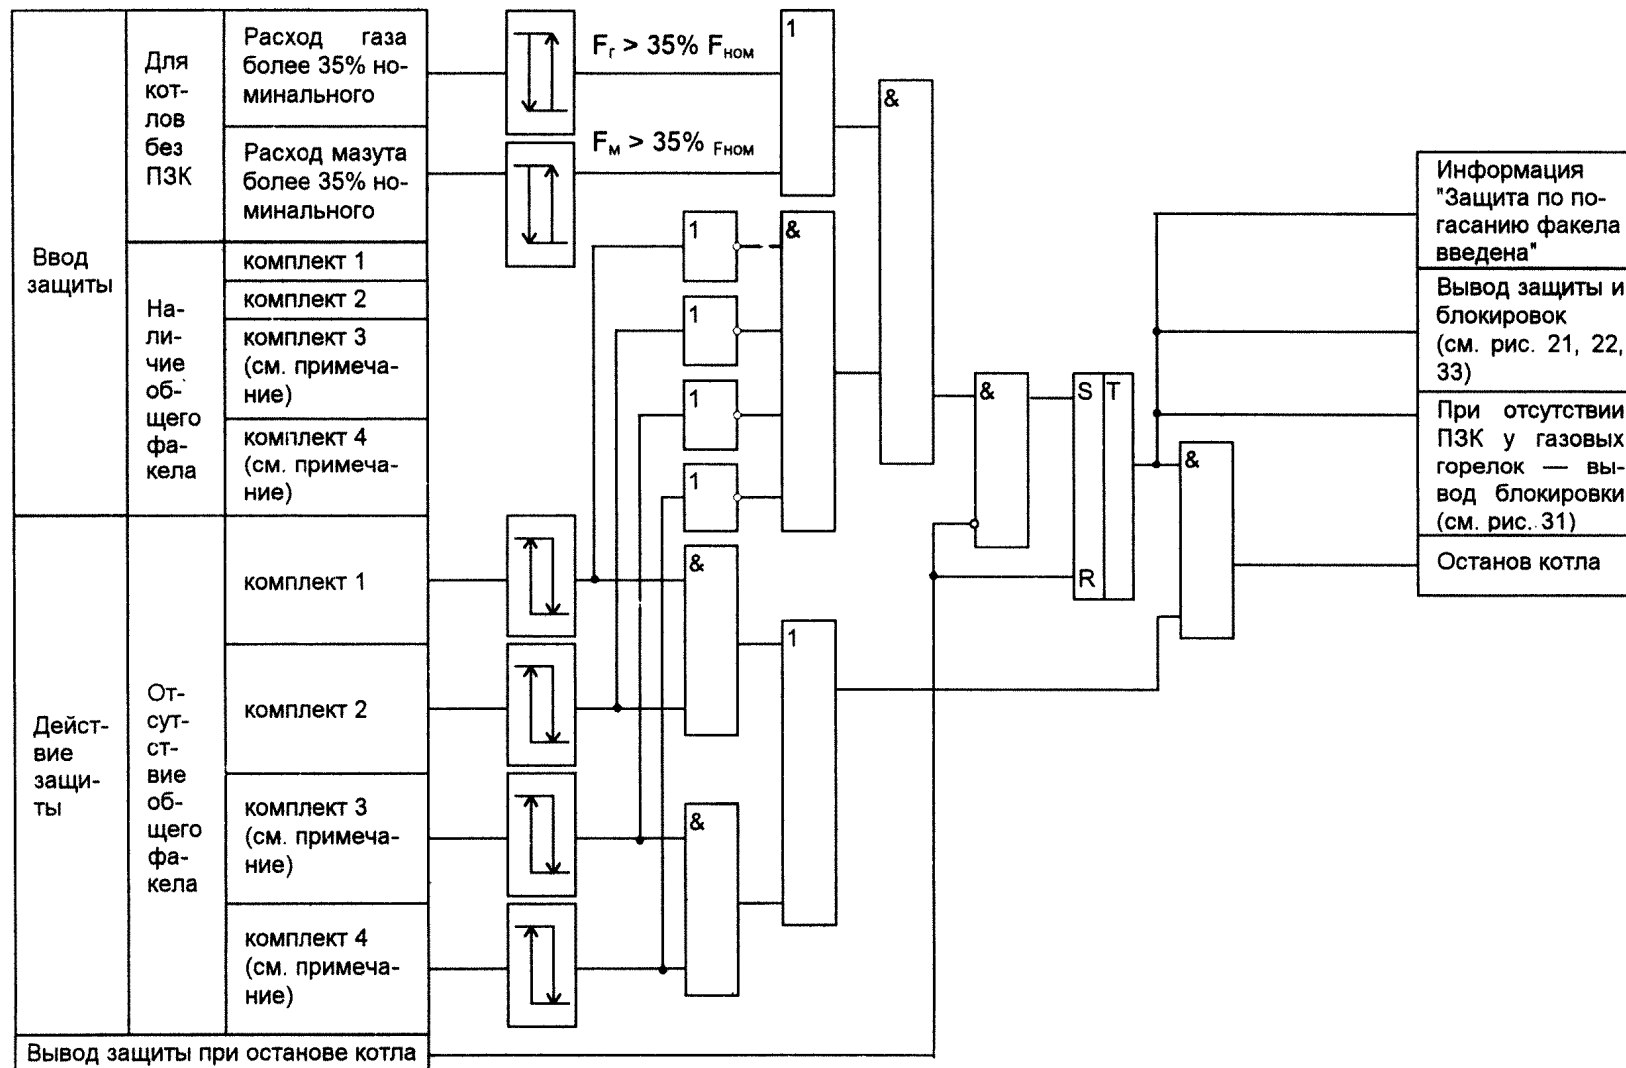 Ввод
защиты
Для
кот-
лов
без
ПЗК
Расход газа
более 35% но-
минального
Расход мазута
более 35% но-
минального
На-
ли-
чие
об-
щего
фа-
кела
комплект 1
комплект 2
комплект 3
(см. примеча-
ние)
комплект 4
(см. примеча-
ние)
Дейст-
вие
защи-
ты
От-
сут-
ст-
вие
об-
щего
фа-
кела
комплект 1
комплект 2
комплект 3
(см. примеча-
ние)
комплект 4
(см. примеча-
ние)
Вывод защиты при останове котла
Fг > 35% Fном
Fм > 35% Fном
1
&
1
&
1
1
1
&
&
1
&
S T
R
&
Информация
"Защита по по-
гасанию факела
введена"
Вывод защиты и
блокировок
(см. рис. 21, 22,
33)
При отсутствии
ПЗК у газовых
горелок — вы-
вод блокировки
(см. рис. 31)
Останов котла